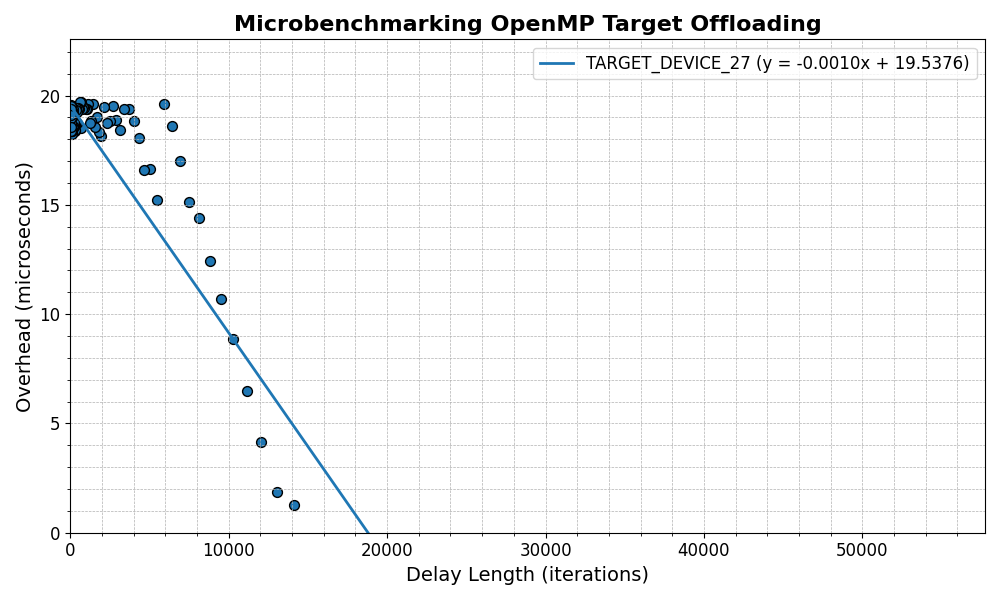 Microbenchmarking OpenMP Target Offloading
TARGET_DEVICE_27 (y = -0.0010x + 19.5376)
Overhead (microseconds)
20
15
10
5
0
0 10000 20000 30000 40000 50000
Delay Length (iterations)